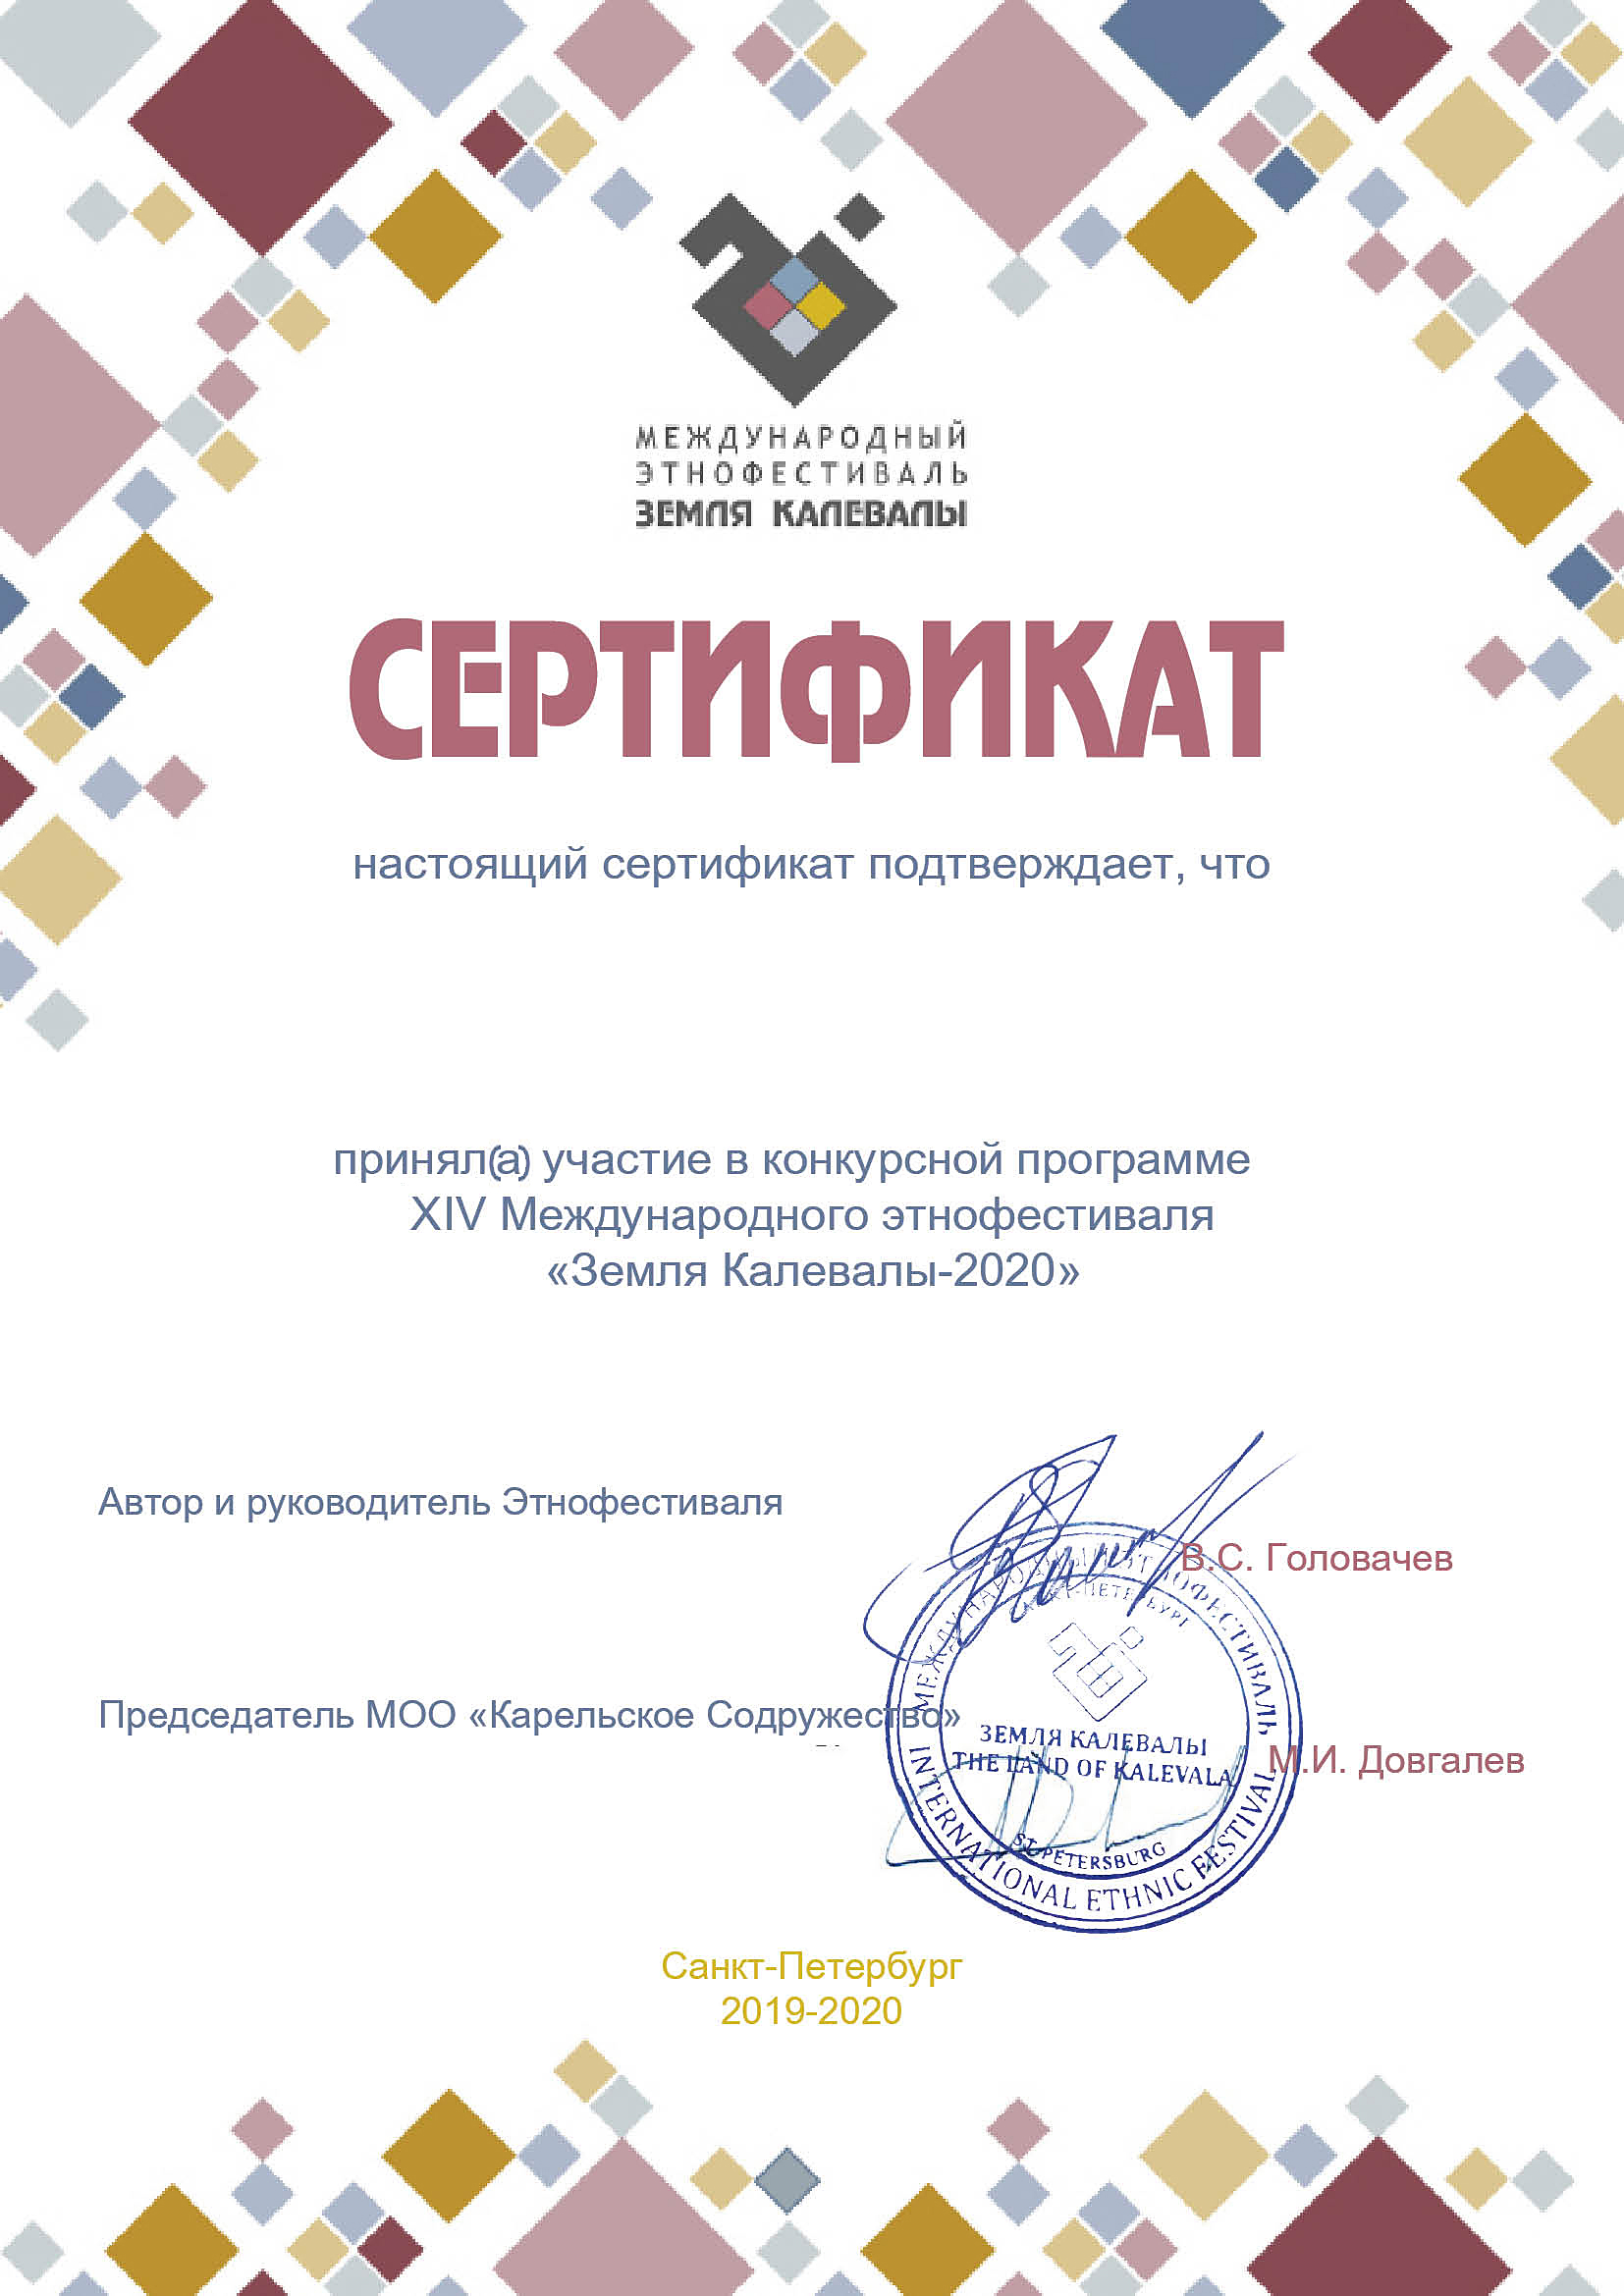 МЕЖДУНАРОДНЫЙ
ЭТНОФЕСТИВАЛЬ
ЗЕМЛЯ КАЛЕВАЛЫ
СЕРТИФИКАТ
настоящий сертификат подтверждает, что
принял(а) участие в конкурсной программе
XIV Международного этнофестиваля
«Земля Калевалы-2020»
Автор и руководитель Этнофестиваля
В.С. Головачев
МЕЖДУНАРОДНЫЙ ЭТНОФЕСТИВАЛЬ
САНКТ-ПЕТЕРБУРГ
Председатель МОО «Карельское Содружество»
ЗЕМЛЯ КАЛЕВАЛЫ
THE LAND OF KALEVALA
М.И. Довгалев
ST. PETERSBURG
INTERNATIONAL ETHNIC FESTIVAL
Санкт-Петербург
2019-2020